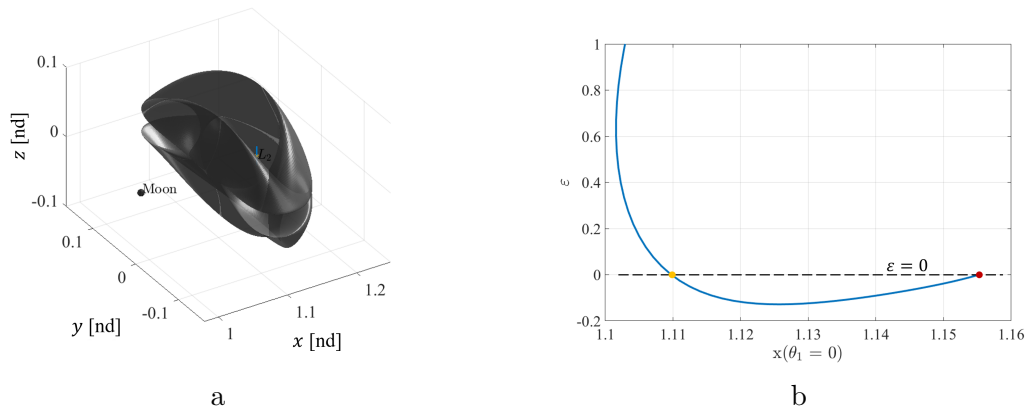 0.1
0
-0.1
z [nd]
Moon
L₂
0.1
0
-0.1
y [nd]
1
1.1
1.2
x [nd]
a
1
0.8
0.6
0.4
0.2
0
-0.2
ε
ε = 0
1.1 1.11 1.12 1.13 1.14 1.15 1.16
x(θ₁ = 0)
b